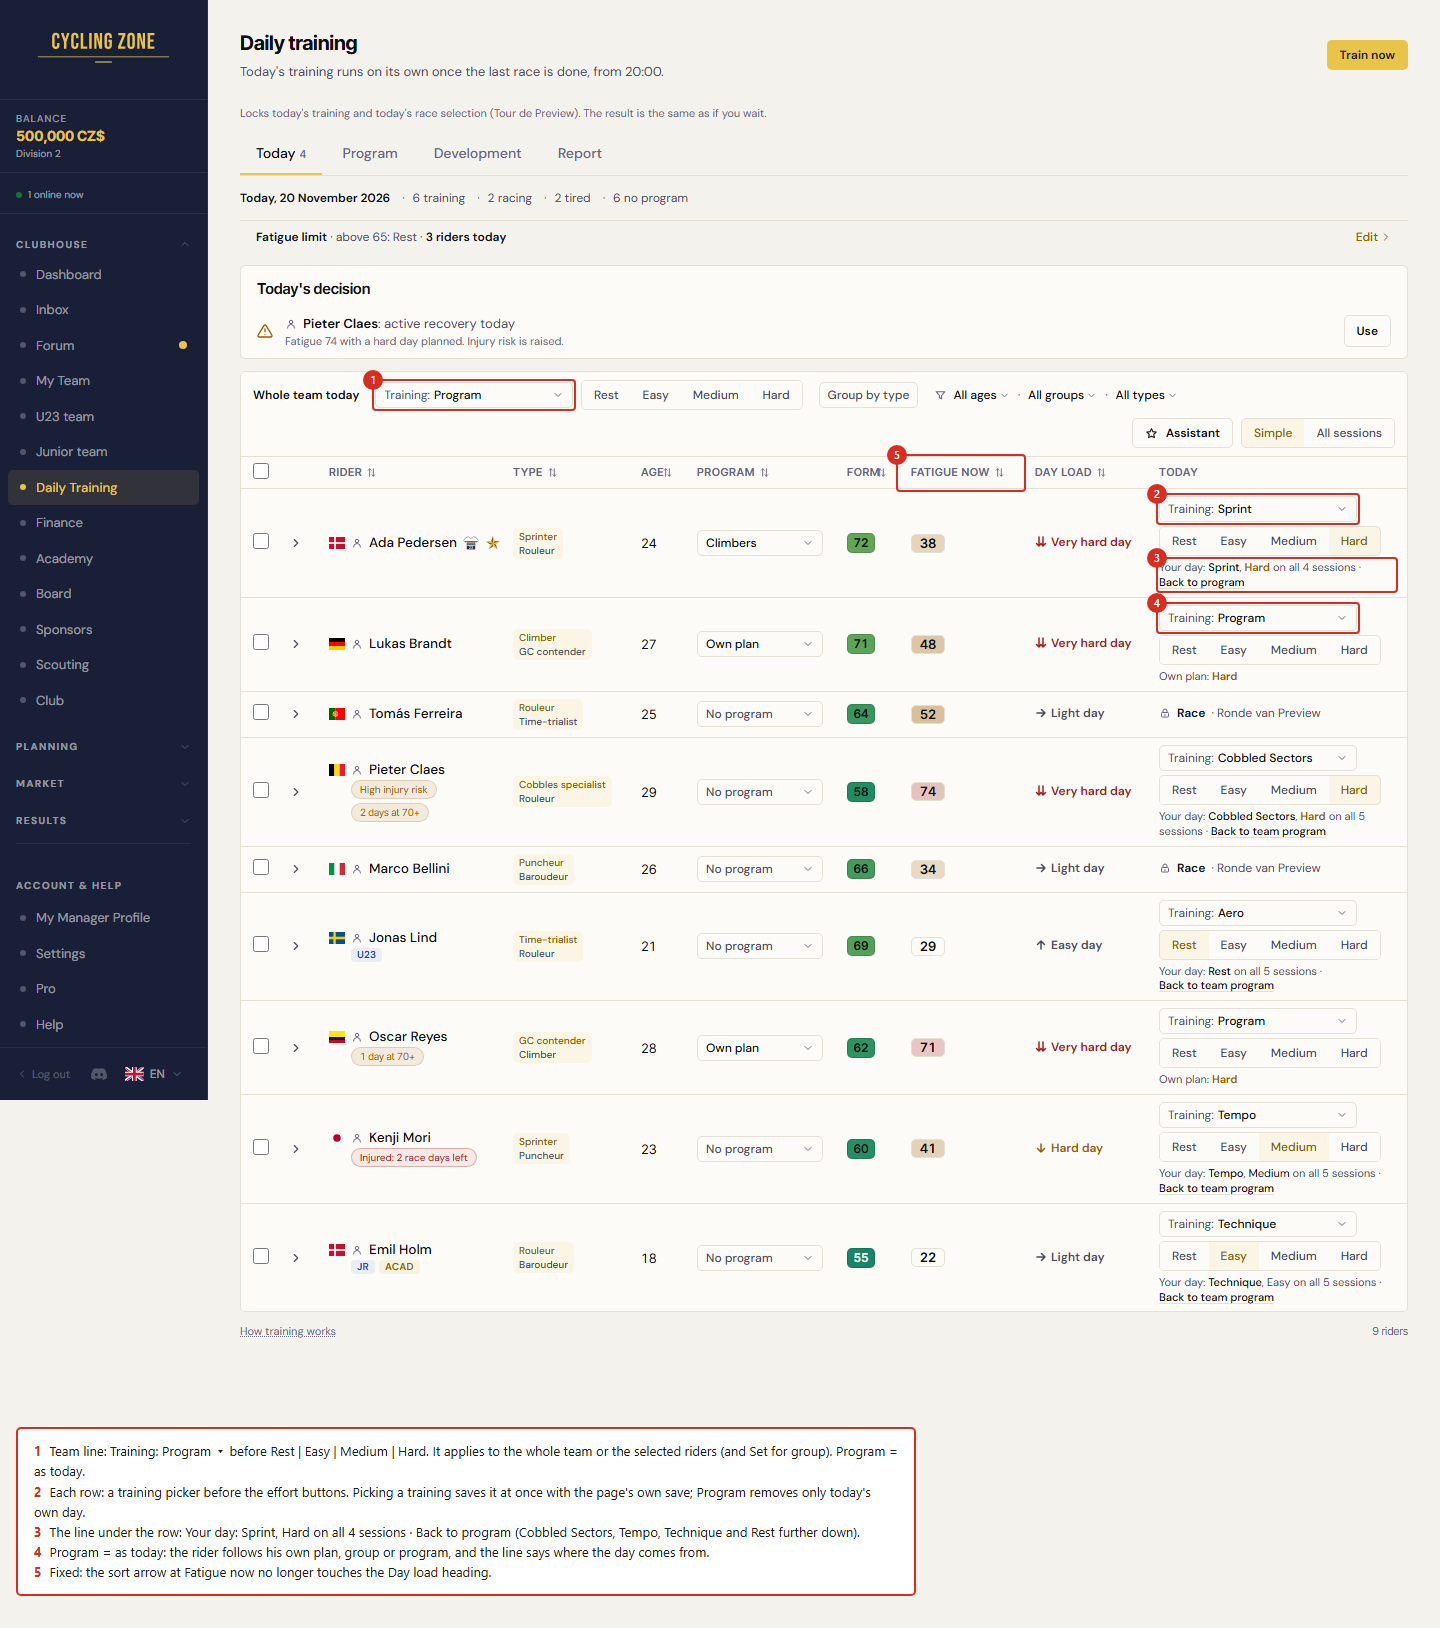 CYCLING ZONE
BALANCE
500,000 CZ$
Division 2
1 online now
CLUBHOUSE
Dashboard
Inbox
Forum
My Team
U23 team
Junior team
Daily Training
Finance
Academy
Board
Sponsors
Scouting
Club
PLANNING
MARKET
RESULTS
ACCOUNT & HELP
My Manager Profile
Settings
Pro
Help
Log out EN
Daily training
Today's training runs on its own once the last race is done, from 20:00.
Train now
Locks today's training and today's race selection (Tour de Preview). The result is the same as if you wait.
Today 4 Program Development Report
Today, 20 November 2026 · 6 training · 2 racing · 2 tired · 6 no program
Fatigue limit · above 65: Rest · 3 riders today Edit
Today's decision
Pieter Claes: active recovery today
Fatigue 74 with a hard day planned. Injury risk is raised.
Use
Whole team today 1 Training: Program Rest Easy Medium Hard Group by type All ages · All groups · All types
Assistant Simple All sessions
RIDER TYPE AGE PROGRAM FORM 5 FATIGUE NOW DAY LOAD TODAY
2 Training: Sprint
Ada Pedersen Sprinter Rouleur 24 Climbers 72 38 Very hard day Rest Easy Medium Hard
3 Your day: Sprint, Hard on all 4 sessions ·
Back to program
4 Training: Program
Lukas Brandt Climber GC contender 27 Own plan 71 48 Very hard day Rest Easy Medium Hard
Own plan: Hard
Tomás Ferreira Rouleur Time-trialist 25 No program 64 52 Light day Race · Ronde van Preview
Training: Cobbled Sectors
Pieter Claes High injury risk 2 days at 70+ Cobbles specialist Rouleur 29 No program 58 74 Very hard day Rest Easy Medium Hard
Your day: Cobbled Sectors, Hard on all 5
sessions · Back to team program
Marco Bellini Puncheur Baroudeur 26 No program 66 34 Light day Race · Ronde van Preview
Training: Aero
Jonas Lind U23 Time-trialist Rouleur 21 No program 69 29 Easy day Rest Easy Medium Hard
Your day: Rest on all 5 sessions ·
Back to team program
Training: Program
Oscar Reyes 1 day at 70+ GC contender Climber 28 Own plan 62 71 Very hard day Rest Easy Medium Hard
Own plan: Hard
Training: Tempo
Kenji Mori Injured: 2 race days left Sprinter Puncheur 23 No program 60 41 Hard day Rest Easy Medium Hard
Your day: Tempo, Medium on all 5 sessions ·
Back to team program
Training: Technique
Emil Holm JR ACAD Rouleur Baroudeur 18 No program 55 22 Light day Rest Easy Medium Hard
Your day: Technique, Easy on all 5 sessions ·
Back to team program
How training works 9 riders
1 Team line: Training: Program ▾ before Rest | Easy | Medium | Hard. It applies to the whole team or the selected riders (and Set for group). Program =
as today.
2 Each row: a training picker before the effort buttons. Picking a training saves it at once with the page's own save; Program removes only today's
own day.
3 The line under the row: Your day: Sprint, Hard on all 4 sessions · Back to program (Cobbled Sectors, Tempo, Technique and Rest further down).
4 Program = as today: the rider follows his own plan, group or program, and the line says where the day comes from.
5 Fixed: the sort arrow at Fatigue now no longer touches the Day load heading.